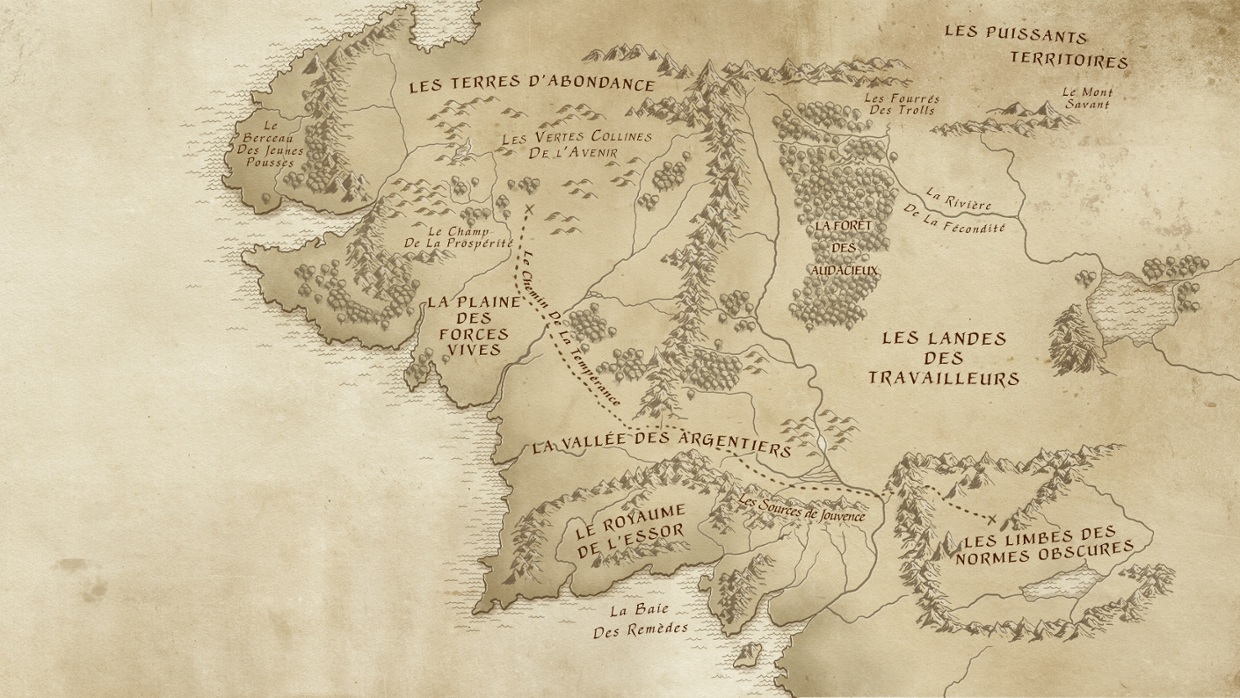 LES PUISSANTS
TERRITOIRES
LES TERRES D'ABONDANCE
Le Mont
Savant
Les Fourrés
Des Trolls
Le
Berceau
Des Jeunes
Pousses
LES VERTES COLLINES
DE L'AVENIR
La Rivière
De La Fécondité
Le Champ
De La Prospérité
LA FORÊT
DES
AUDACIEUX
Le Chemin De La Tempérance
LA PLAINE
DES
FORCES
VIVES
LES LANDES
DES
TRAVAILLEURS
LA VALLÉE DES ARGENTIERS
Les Sources de Jouvence
LE ROYAUME
DE L'ESSOR
LES LIMBES DES
NORMES OBSCURES
La Baie
Des Remèdes